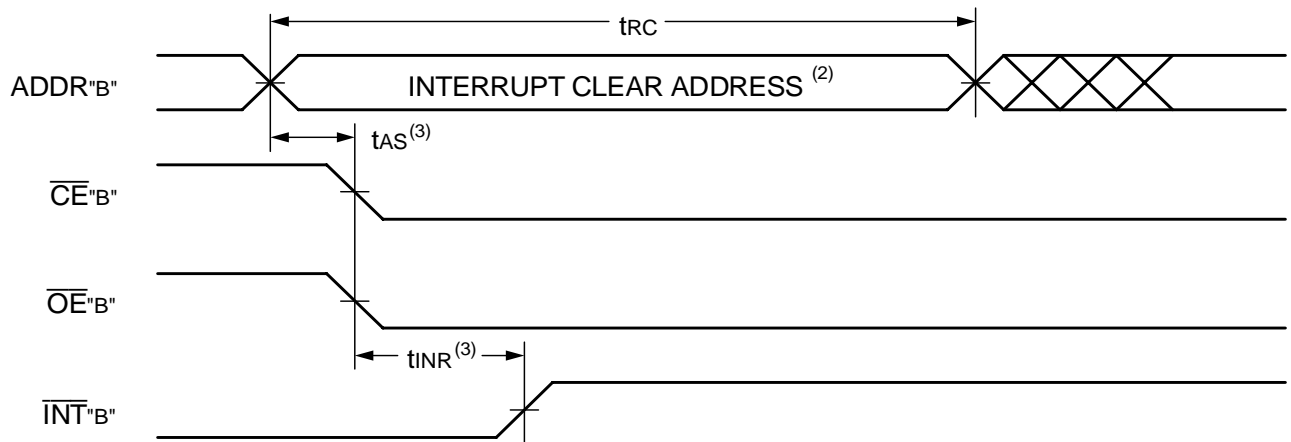 tRC
ADDR"B"
INTERRUPT CLEAR ADDRESS (2)
tAS(3)
CE"B"
OE"B"
tINR(3)
INT"B"